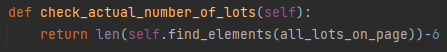 def check_actual_number_of_lots(self):
    return len(self.find_elements(all_lots_on_page))-6